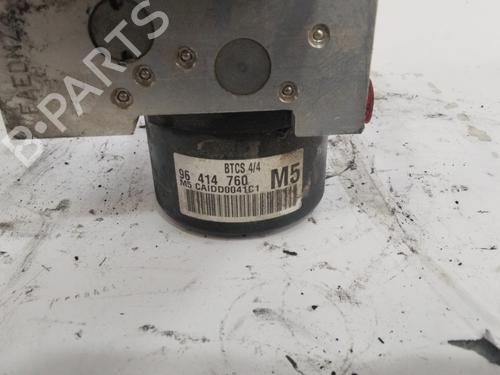 B-PARTS
BTCS 4/4
96 414 760 M5
M5 CAIDD0041C1